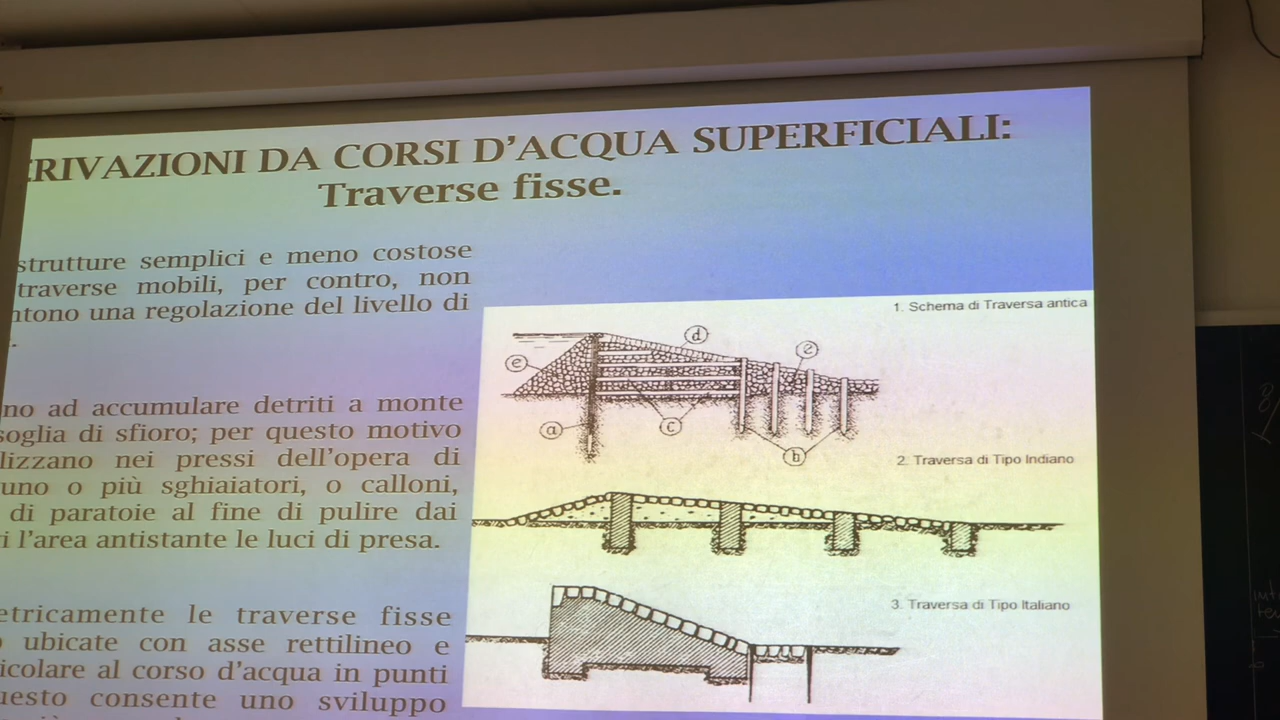 RIVAZIONI DA CORSI D'ACQUA SUPERFICIALI:
Traverse fisse.
strutture semplici e meno costose
traverse mobili, per contro, non
ntono una regolazione del livello di
.
no ad accumulare detriti a monte
soglia di sfioro; per questo motivo
lizzano nei pressi dell'opera di
uno o più sghiaiatori, o calloni,
di paratoie al fine di pulire dai
i l'area antistante le luci di presa.
etricamente le traverse fisse
o ubicate con asse rettilineo e
icolare al corso d'acqua in punti
uesto consente uno sviluppo
1. Schema di Traversa antica
d
e
e
a
c
b
2. Traversa di Tipo Indiano
3. Traversa di Tipo Italiano